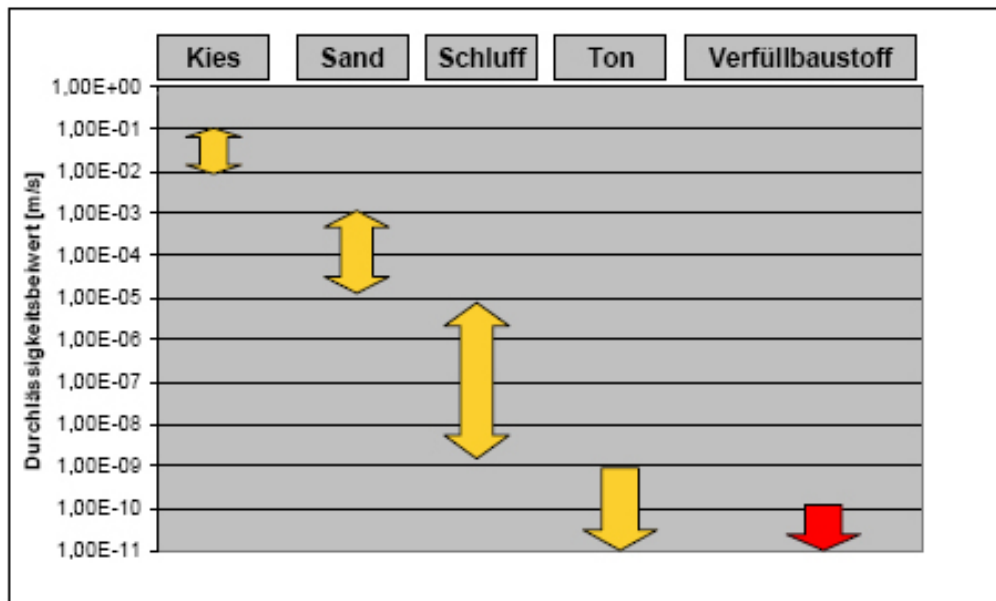 Kies Sand Schluff Ton Verfüllbaustoff
Durchlässigkeitsbeiwert [m/s]
1,00E+00
1,00E-01
1,00E-02
1,00E-03
1,00E-04
1,00E-05
1,00E-06
1,00E-07
1,00E-08
1,00E-09
1,00E-10
1,00E-11